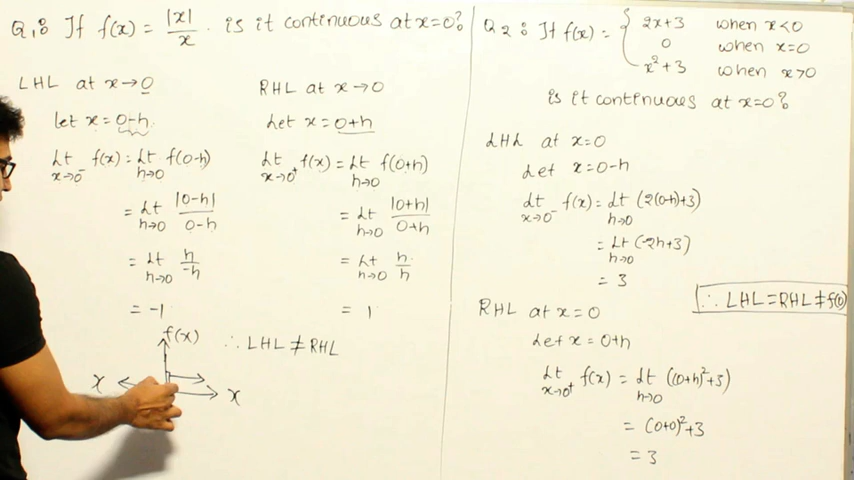 Q1: If f(x) = |x|/x . is it continuous at x=0?
LHL at x→0
Let x = 0-h
Lt x→0⁻ f(x) = Lt h→0 f(0-h)
= Lt h→0 |0-h|/(0-h)
= Lt h→0 h/-h
= -1
RHL at x→0
Let x = 0+h
Lt x→0⁺ f(x) = Lt h→0 f(0+h)
= Lt h→0 |0+h|/(0+h)
= Lt h→0 h/h
= 1
∴ LHL ≠ RHL
f(x)
x
x
Q2: If f(x) = { 2x+3 when x<0
0 when x=0
x²+3 when x>0
is it continuous at x=0?
LHL at x=0
Let x=0-h
Lt x→0⁻ f(x) = Lt h→0 (2(0-h)+3)
= Lt h→0 (-2h+3)
= 3
RHL at x=0
Let x = 0+h
Lt x→0⁺ f(x) = Lt h→0 ((0+h)²+3)
= (0+0)²+3
= 3
∴ LHL = RHL ≠ f(0)